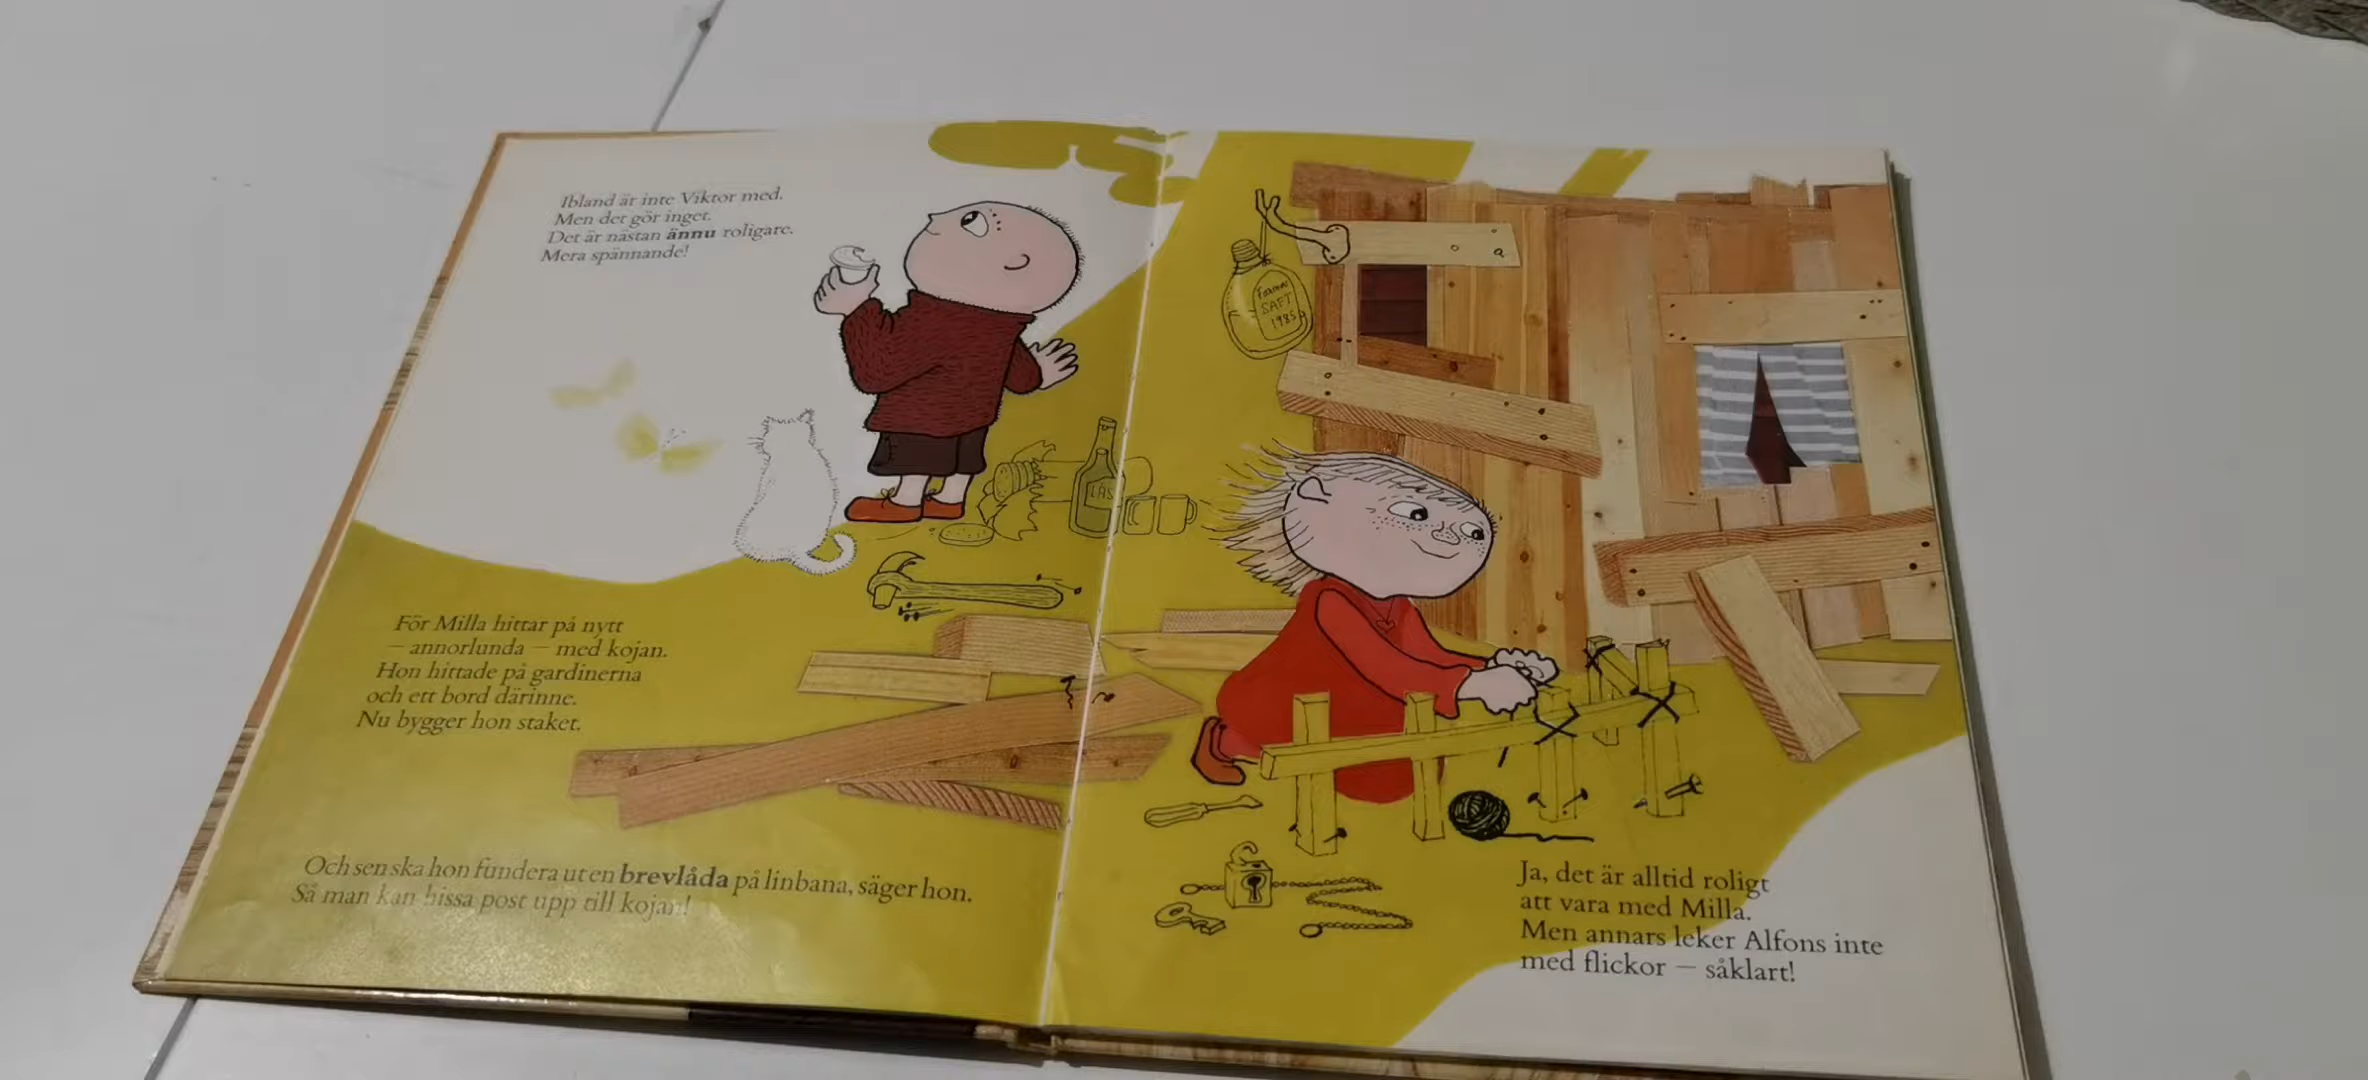 Ibland är inte Viktor med.
Men det gör inget.
Det är nästan ännu roligare.
Mera spännande!
För Milla hittar på nytt
– annorlunda – med kojan.
Hon hittade på gardinerna
och ett bord därinne.
Nu bygger hon staket.
Och sen ska hon fundera ut en brevlåda på linbana, säger hon.
Så man kan hissa post upp till kojan!
SAFT
1985
LÄS
Ja, det är alltid roligt
att vara med Milla.
Men annars leker Alfons inte
med flickor – såklart!